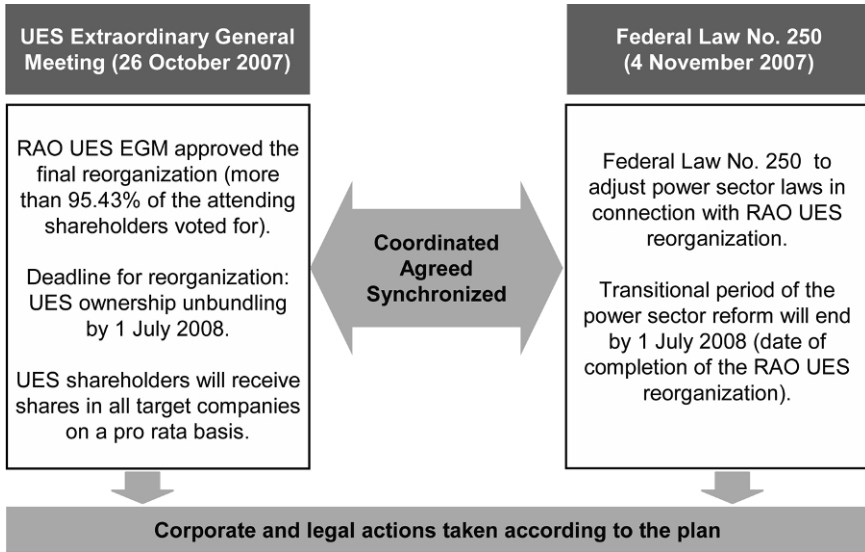 UES Extraordinary General
Meeting (26 October 2007)
RAO UES EGM approved the
final reorganization (more
than 95.43% of the attending
shareholders voted for).
Deadline for reorganization:
UES ownership unbundling
by 1 July 2008.
UES shareholders will receive
shares in all target companies
on a pro rata basis.
Coordinated
Agreed
Synchronized
Federal Law No. 250
(4 November 2007)
Federal Law No. 250 to
adjust power sector laws in
connection with RAO UES
reorganization.
Transitional period of the
power sector reform will end
by 1 July 2008 (date of
completion of the RAO UES
reorganization).
Corporate and legal actions taken according to the plan